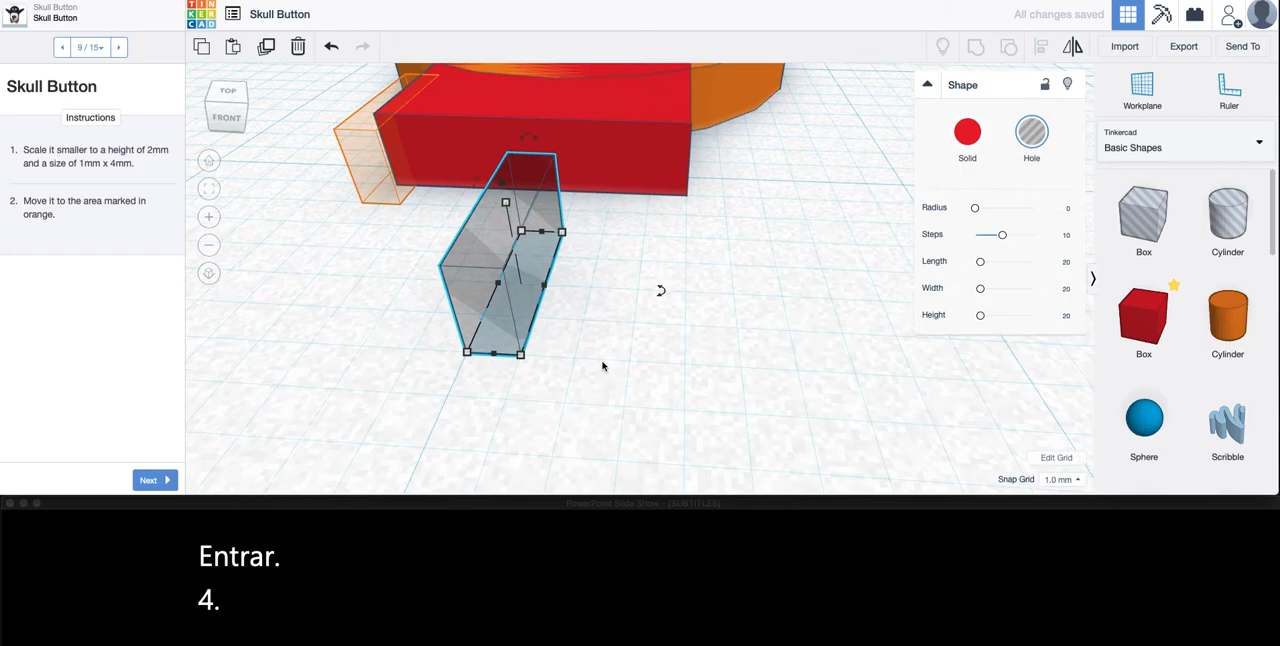 Skull Button
Skull Button
TIN
KER
CAD
Skull Button
All changes saved
9 / 15
Import
Export
Send To
Skull Button
Instructions
1. Scale it smaller to a height of 2mm
and a size of 1mm x 4mm.
2. Move it to the area marked in
orange.
Next
TOP
FRONT
Shape
Solid
Hole
Radius 0
Steps 10
Length 20
Width 20
Height 20
Workplane
Ruler
Tinkercad
Basic Shapes
Box
Cylinder
Box
Cylinder
Sphere
Scribble
Edit Grid
Snap Grid 1.0 mm
PowerPoint Slide Show - [SUBTITLES]
Entrar.
4.